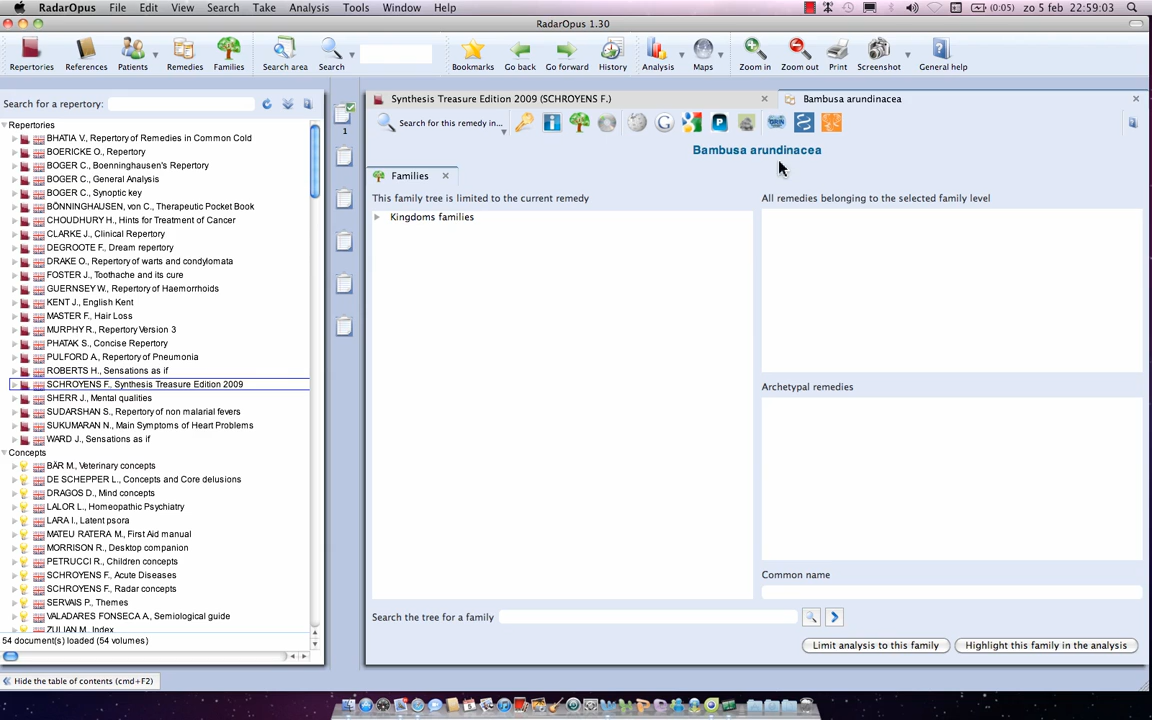 RadarOpus File Edit View Search Take Analysis Tools Window Help (0:05) zo 5 feb 22:59:03
RadarOpus 1.30
Repertories References Patients Remedies Families Search area Search Bookmarks Go back Go forward History Analysis Maps Zoom in Zoom out Print Screenshot General help
Search for a repertory:
Repertories
BHATIA V., Repertory of Remedies in Common Cold
BOERICKE O., Repertory
BOGER C., Boenninghausen's Repertory
BOGER C., General Analysis
BOGER C., Synoptic key
BÖNNINGHAUSEN, von C., Therapeutic Pocket Book
CHOUDHURY H., Hints for Treatment of Cancer
CLARKE J., Clinical Repertory
DEGROOTE F., Dream repertory
DRAKE O., Repertory of warts and condylomata
FOSTER J., Toothache and its cure
GUERNSEY W., Repertory of Haemorrhoids
KENT J., English Kent
MASTER F., Hair Loss
MURPHY R., Repertory Version 3
PHATAK S., Concise Repertory
PULFORD A., Repertory of Pneumonia
ROBERTS H., Sensations as if
SCHROYENS F., Synthesis Treasure Edition 2009
SHERR J., Mental qualities
SUDARSHAN S., Repertory of non malarial fevers
SUKUMARAN N., Main Symptoms of Heart Problems
WARD J., Sensations as if
Concepts
BÄR M., Veterinary concepts
DE SCHEPPER L., Concepts and Core delusions
DRAGOS D., Mind concepts
LALOR L., Homeopathic Psychiatry
LARA I., Latent psora
MATEU RATERA M., First Aid manual
MORRISON R., Desktop companion
PETRUCCI R., Children concepts
SCHROYENS F., Acute Diseases
SCHROYENS F., Radar concepts
SERVAIS P., Themes
VALADARES FONSECA A., Semiological guide
ZULIAN M., Index
54 document(s) loaded (54 volumes)
Hide the table of contents (cmd+F2)
1
Synthesis Treasure Edition 2009 (SCHROYENS F.)
Bambusa arundinacea
Search for this remedy in...
Bambusa arundinacea
Families
This family tree is limited to the current remedy
Kingdoms families
All remedies belonging to the selected family level
Archetypal remedies
Common name
Search the tree for a family
Limit analysis to this family
Highlight this family in the analysis